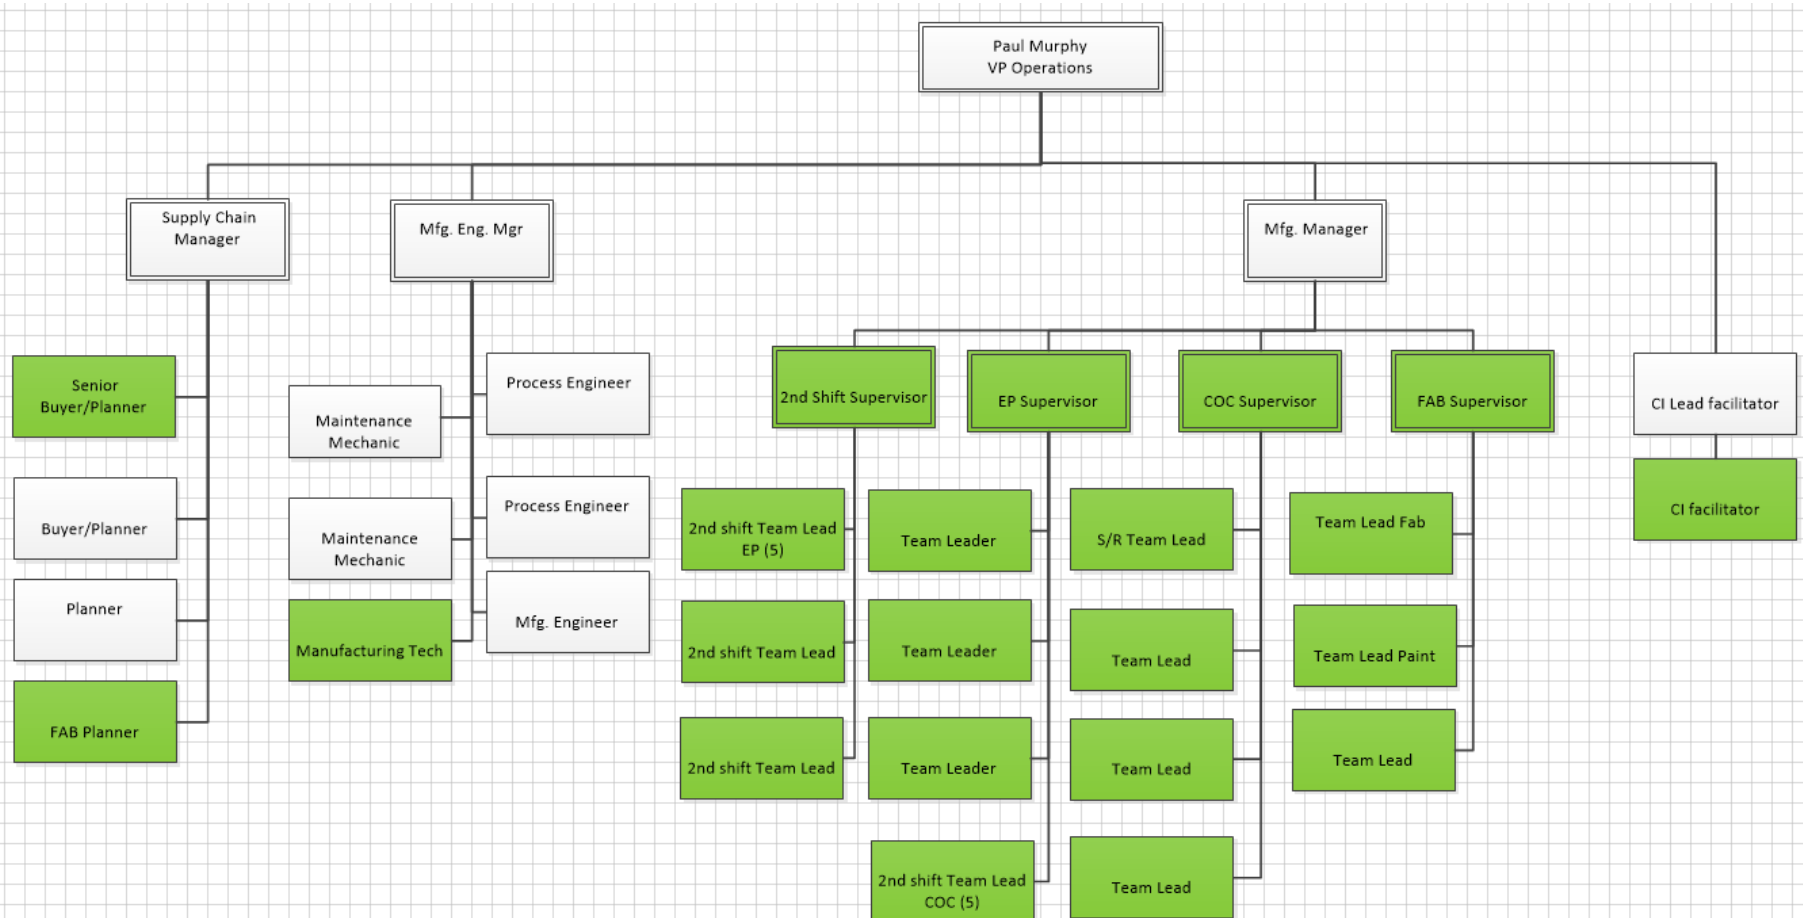 Paul Murphy
VP Operations
Supply Chain
Manager
Mfg. Eng. Mgr
Mfg. Manager
Senior
Buyer/Planner
Buyer/Planner
Planner
FAB Planner
Maintenance
Mechanic
Maintenance
Mechanic
Manufacturing Tech
Process Engineer
Process Engineer
Mfg. Engineer
2nd Shift Supervisor
EP Supervisor
COC Supervisor
FAB Supervisor
CI Lead facilitator
CI facilitator
2nd shift Team Lead
EP (5)
2nd shift Team Lead
2nd shift Team Lead
Team Leader
Team Leader
Team Leader
2nd shift Team Lead
COC (5)
S/R Team Lead
Team Lead
Team Lead
Team Lead
Team Lead Fab
Team Lead Paint
Team Lead